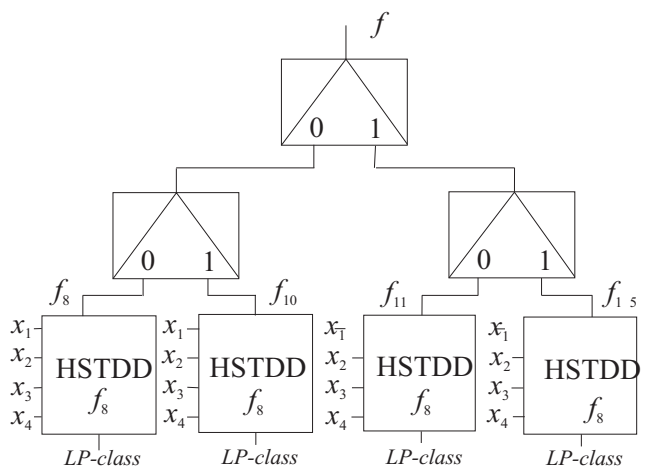 f
0 1
0 1 0 1
f₈ f₁₀ f₁₁ f₁ ₅
x₁ x₁ x̄₁ x̄₁
x₂ HSTDD x₂ HSTDD x₂ HSTDD x₂ HSTDD
x₃ f₈ x₃ f₈ x₃ f₈ x₃ f₈
x₄ x₄ x₄ x₄
LP-class LP-class LP-class LP-class